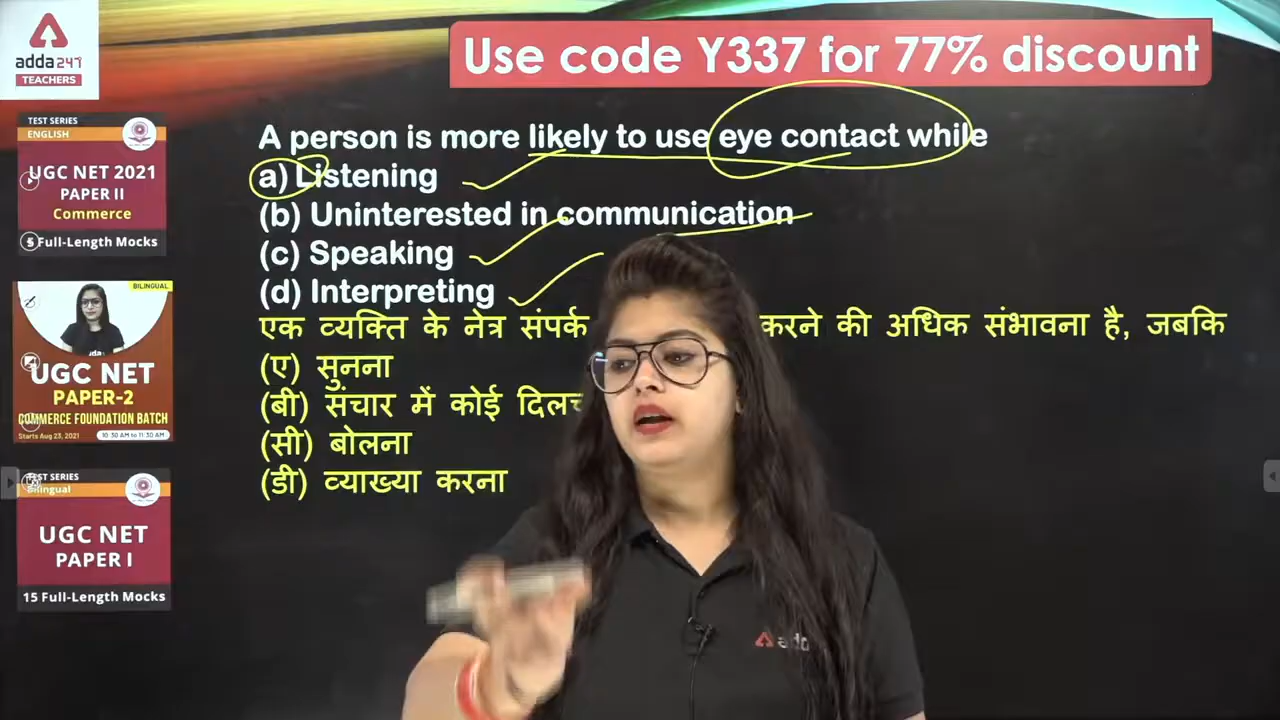 adda247
TEACHERS
Use code Y337 for 77% discount
TEST SERIES
ENGLISH
UGC NET 2021
PAPER II
Commerce
5 Full-Length Mocks
BILINGUAL
UGC NET
PAPER-2
COMMERCE FOUNDATION BATCH
Starts Aug 23, 2021
10:30 AM to 11:30 AM
TEST SERIES
Bilingual
UGC NET
PAPER I
15 Full-Length Mocks
A person is more likely to use eye contact while
a) Listening
(b) Uninterested in communication
(c) Speaking
(d) Interpreting
एक व्यक्ति के नेत्र संपर्क करने की अधिक संभावना है, जबकि
(ए) सुनना
(बी) संचार में कोई
(सी) बोलना
(डी) व्याख्या करना